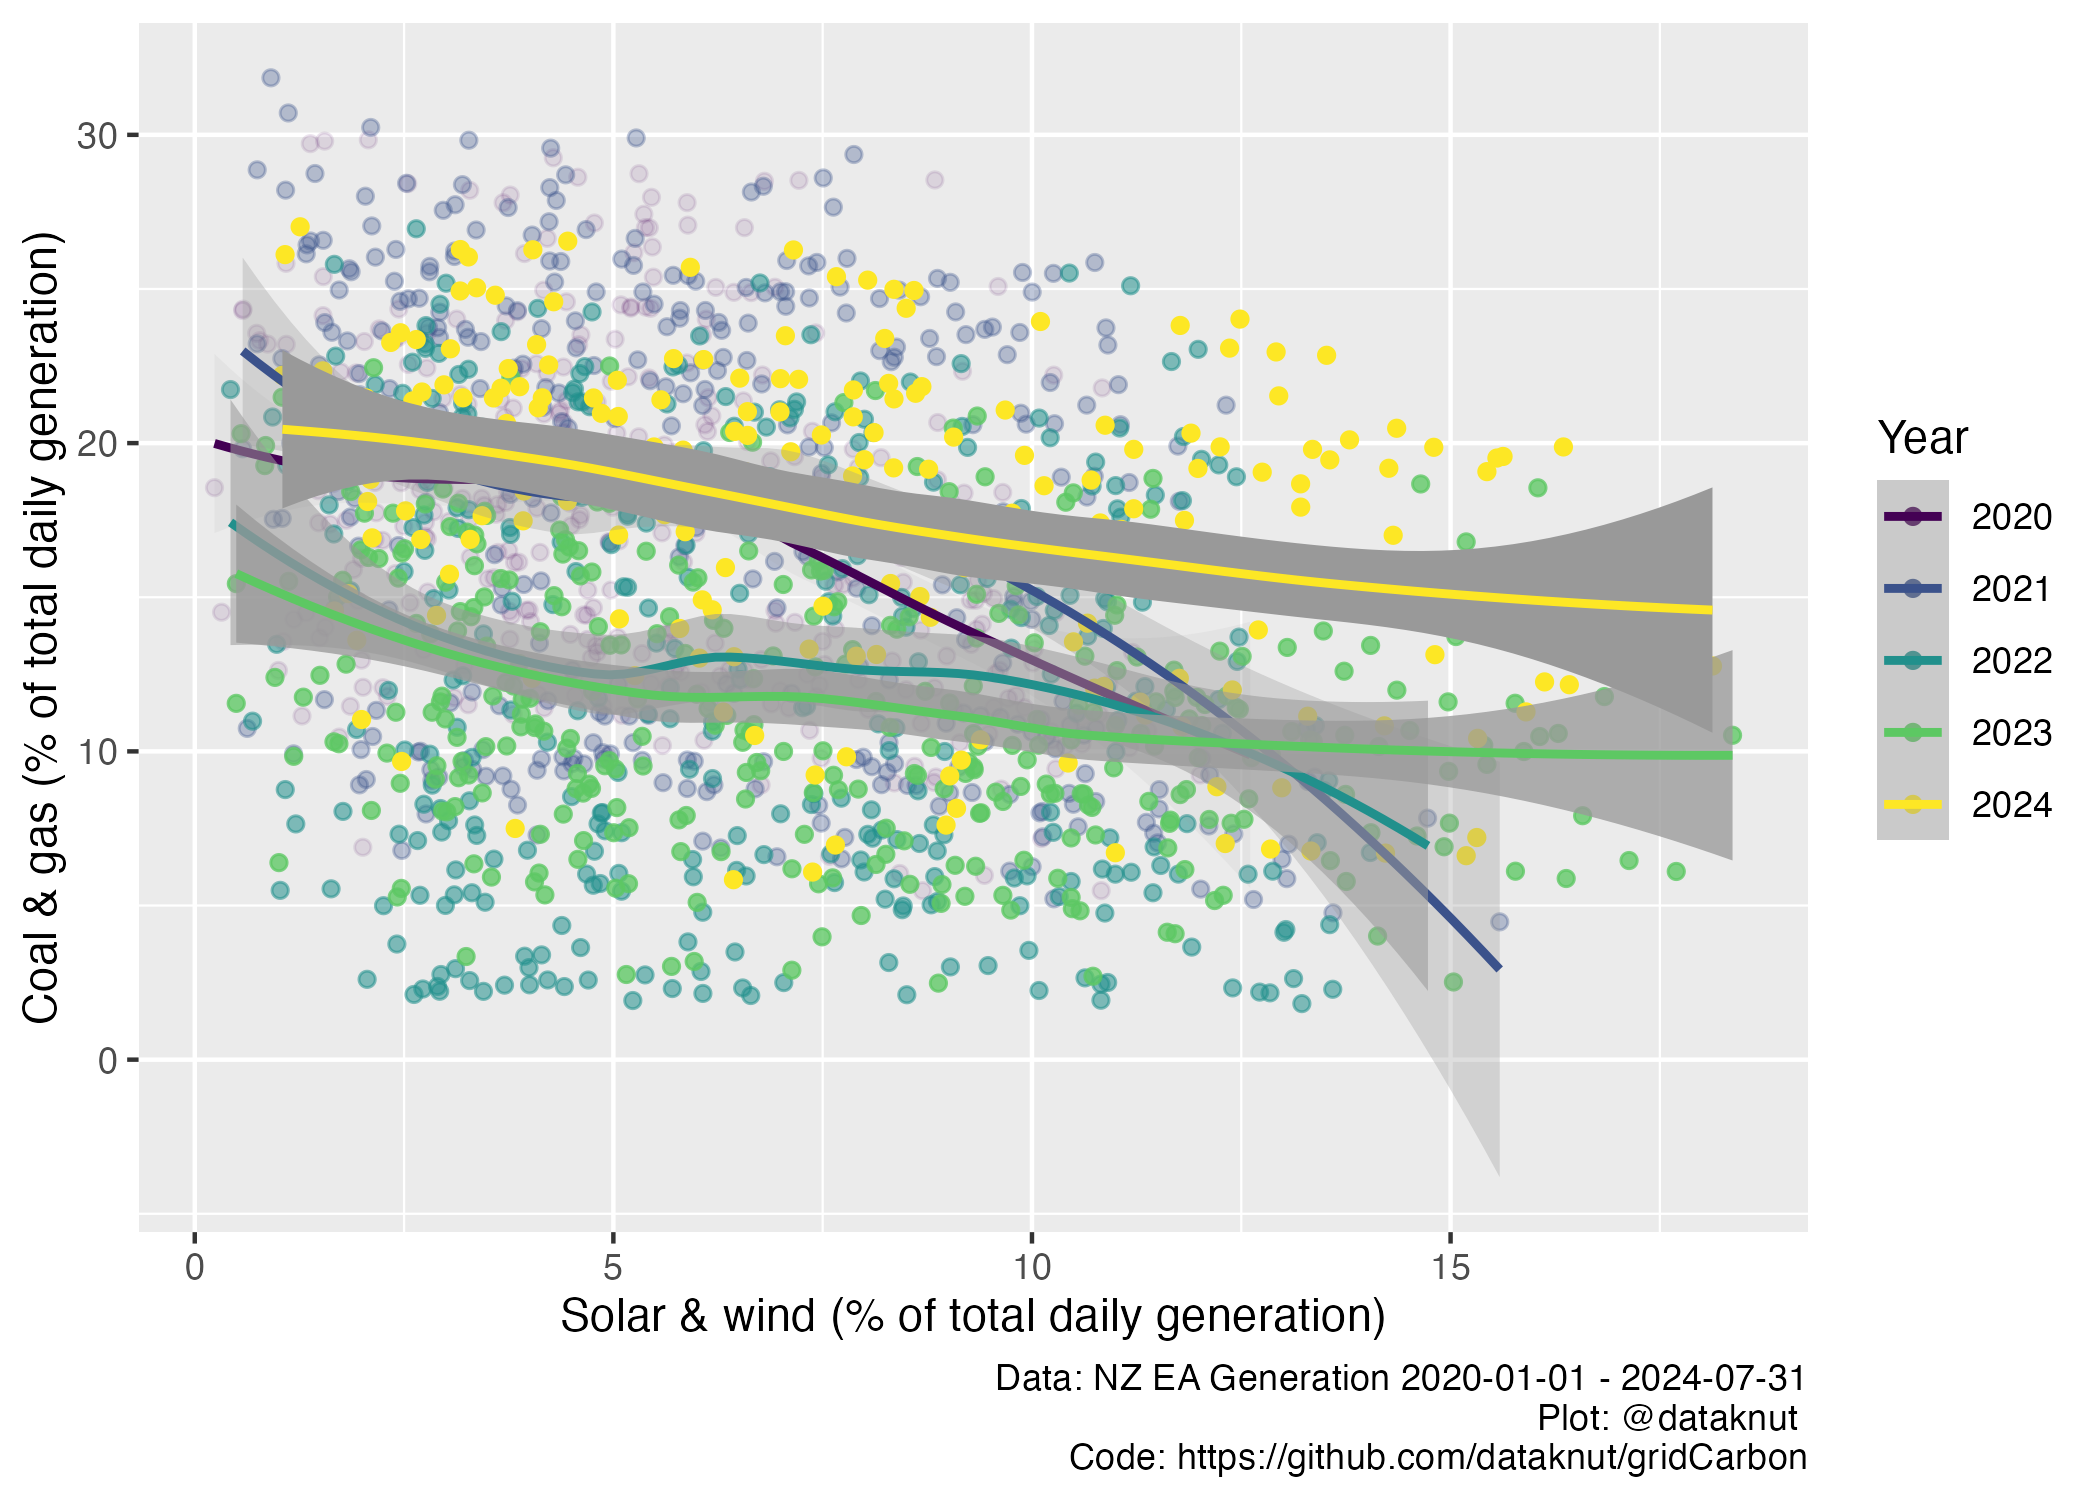 Coal & gas (% of total daily generation)
30
20
10
0
0
5
10
15
Solar & wind (% of total daily generation)
Year
2020
2021
2022
2023
2024
Data: NZ EA Generation 2020-01-01 - 2024-07-31
Plot: @dataknut
Code: https://github.com/dataknut/gridCarbon